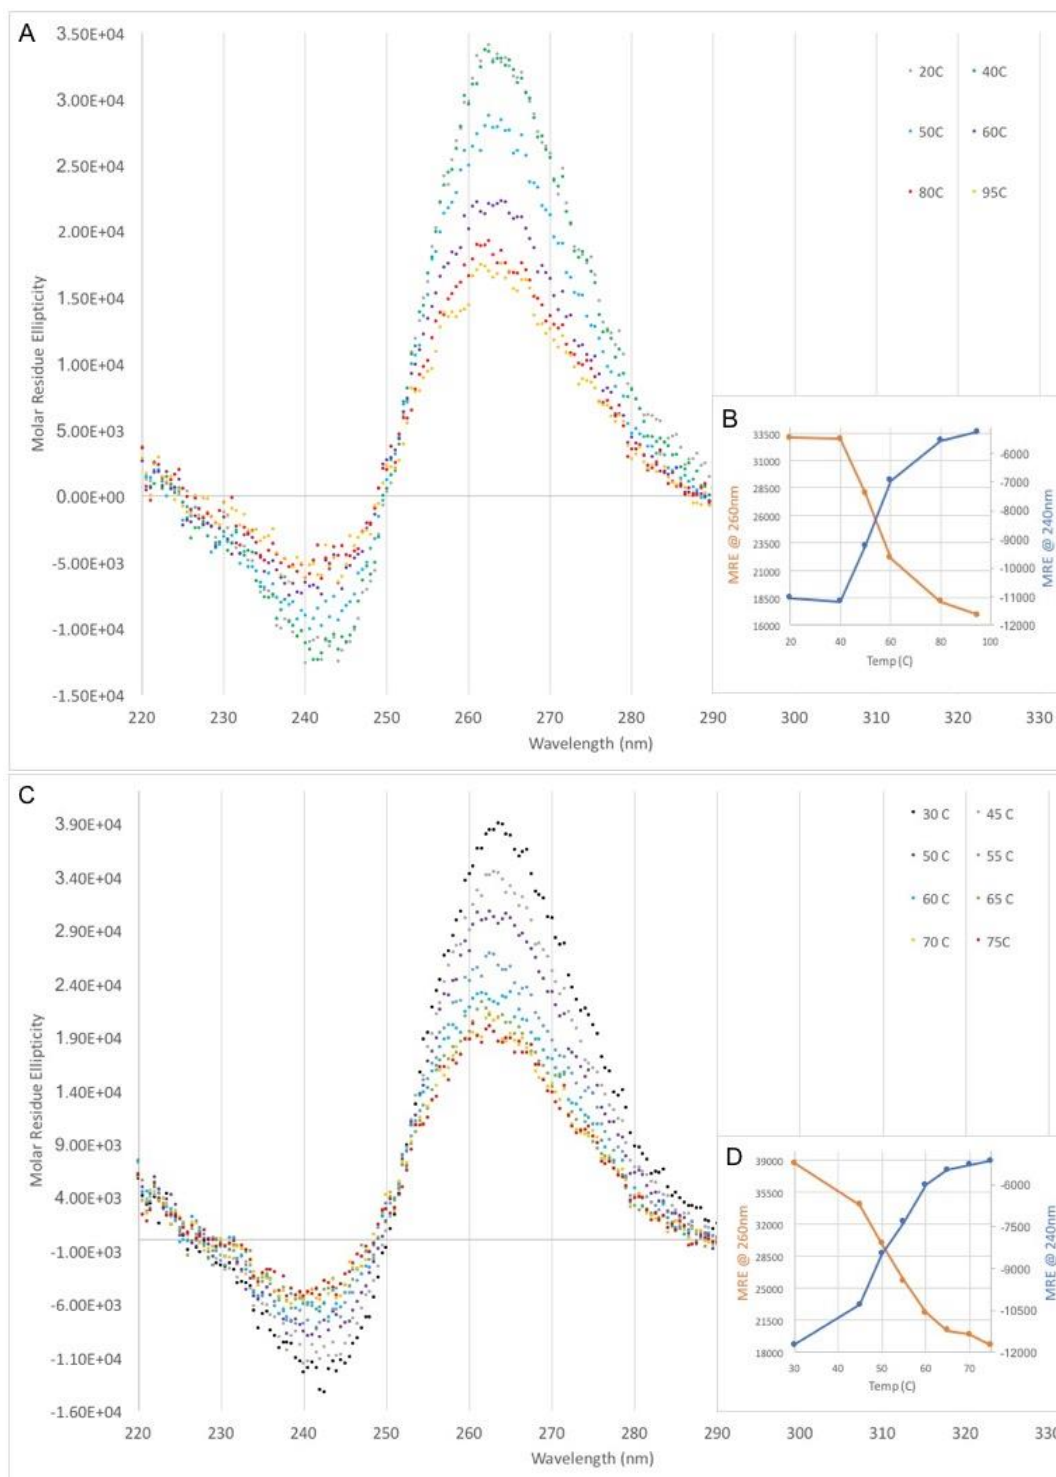 A
3.50E+04
3.00E+04
2.50E+04
2.00E+04
1.50E+04
1.00E+04
5.00E+03
0.00E+00
-5.00E+03
-1.00E+04
-1.50E+04
Molar Residue Ellipticity
220 230 240 250 260 270 280 290 300 310 320 330
Wavelength (nm)
20C 40C
50C 60C
80C 95C
B
33500
31000
28500
26000
23500
21000
18500
16000
MRE @ 260nm
-6000
-7000
-8000
-9000
-10000
-11000
-12000
MRE @ 240nm
20 40 60 80 100
Temp (C)
C
3.90E+04
3.40E+04
2.90E+04
2.40E+04
1.90E+04
1.40E+04
9.00E+03
4.00E+03
-1.00E+03
-6.00E+03
-1.10E+04
-1.60E+04
Molar Residue Ellipticity
220 230 240 250 260 270 280 290 300 310 320 330
Wavelength (nm)
30 C 45 C
50 C 55 C
60 C 65 C
70 C 75C
D
39000
35500
32000
28500
25000
21500
18000
MRE @ 260nm
-6000
-7500
-9000
-10500
-12000
MRE @ 240nm
30 40 50 60 70
Temp (C)